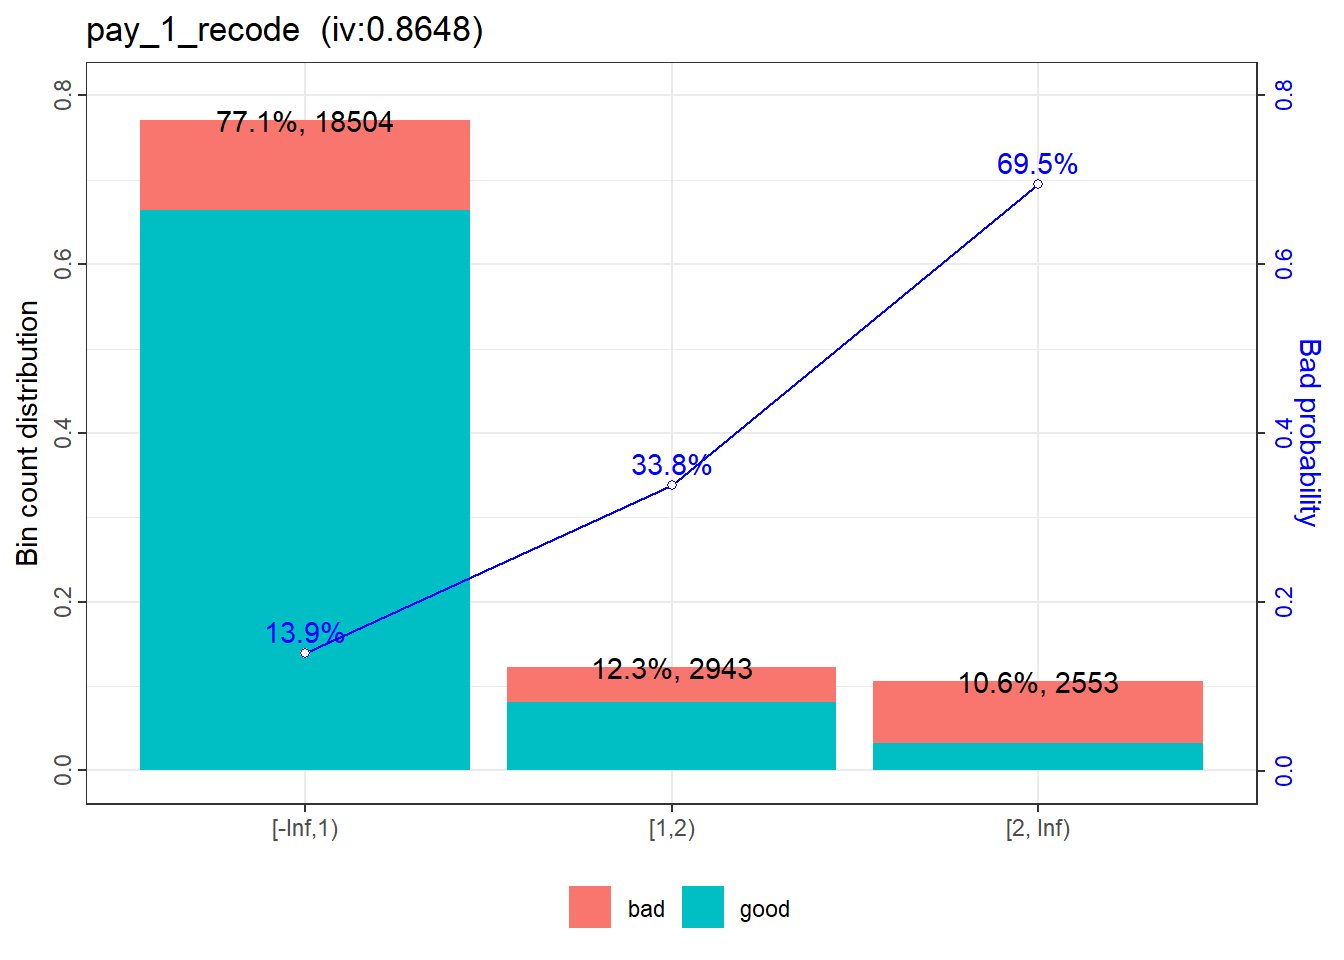 pay_1_recode  (iv:0.8648)
0.8
0.6
0.4
0.2
0.0
Bin count distribution
77.1%, 18504
12.3%, 2943
10.6%, 2553
13.9%
33.8%
69.5%
0.8
0.6
0.4
0.2
0.0
Bad probability
[-Inf,1)
[1,2)
[2, Inf)
bad
good